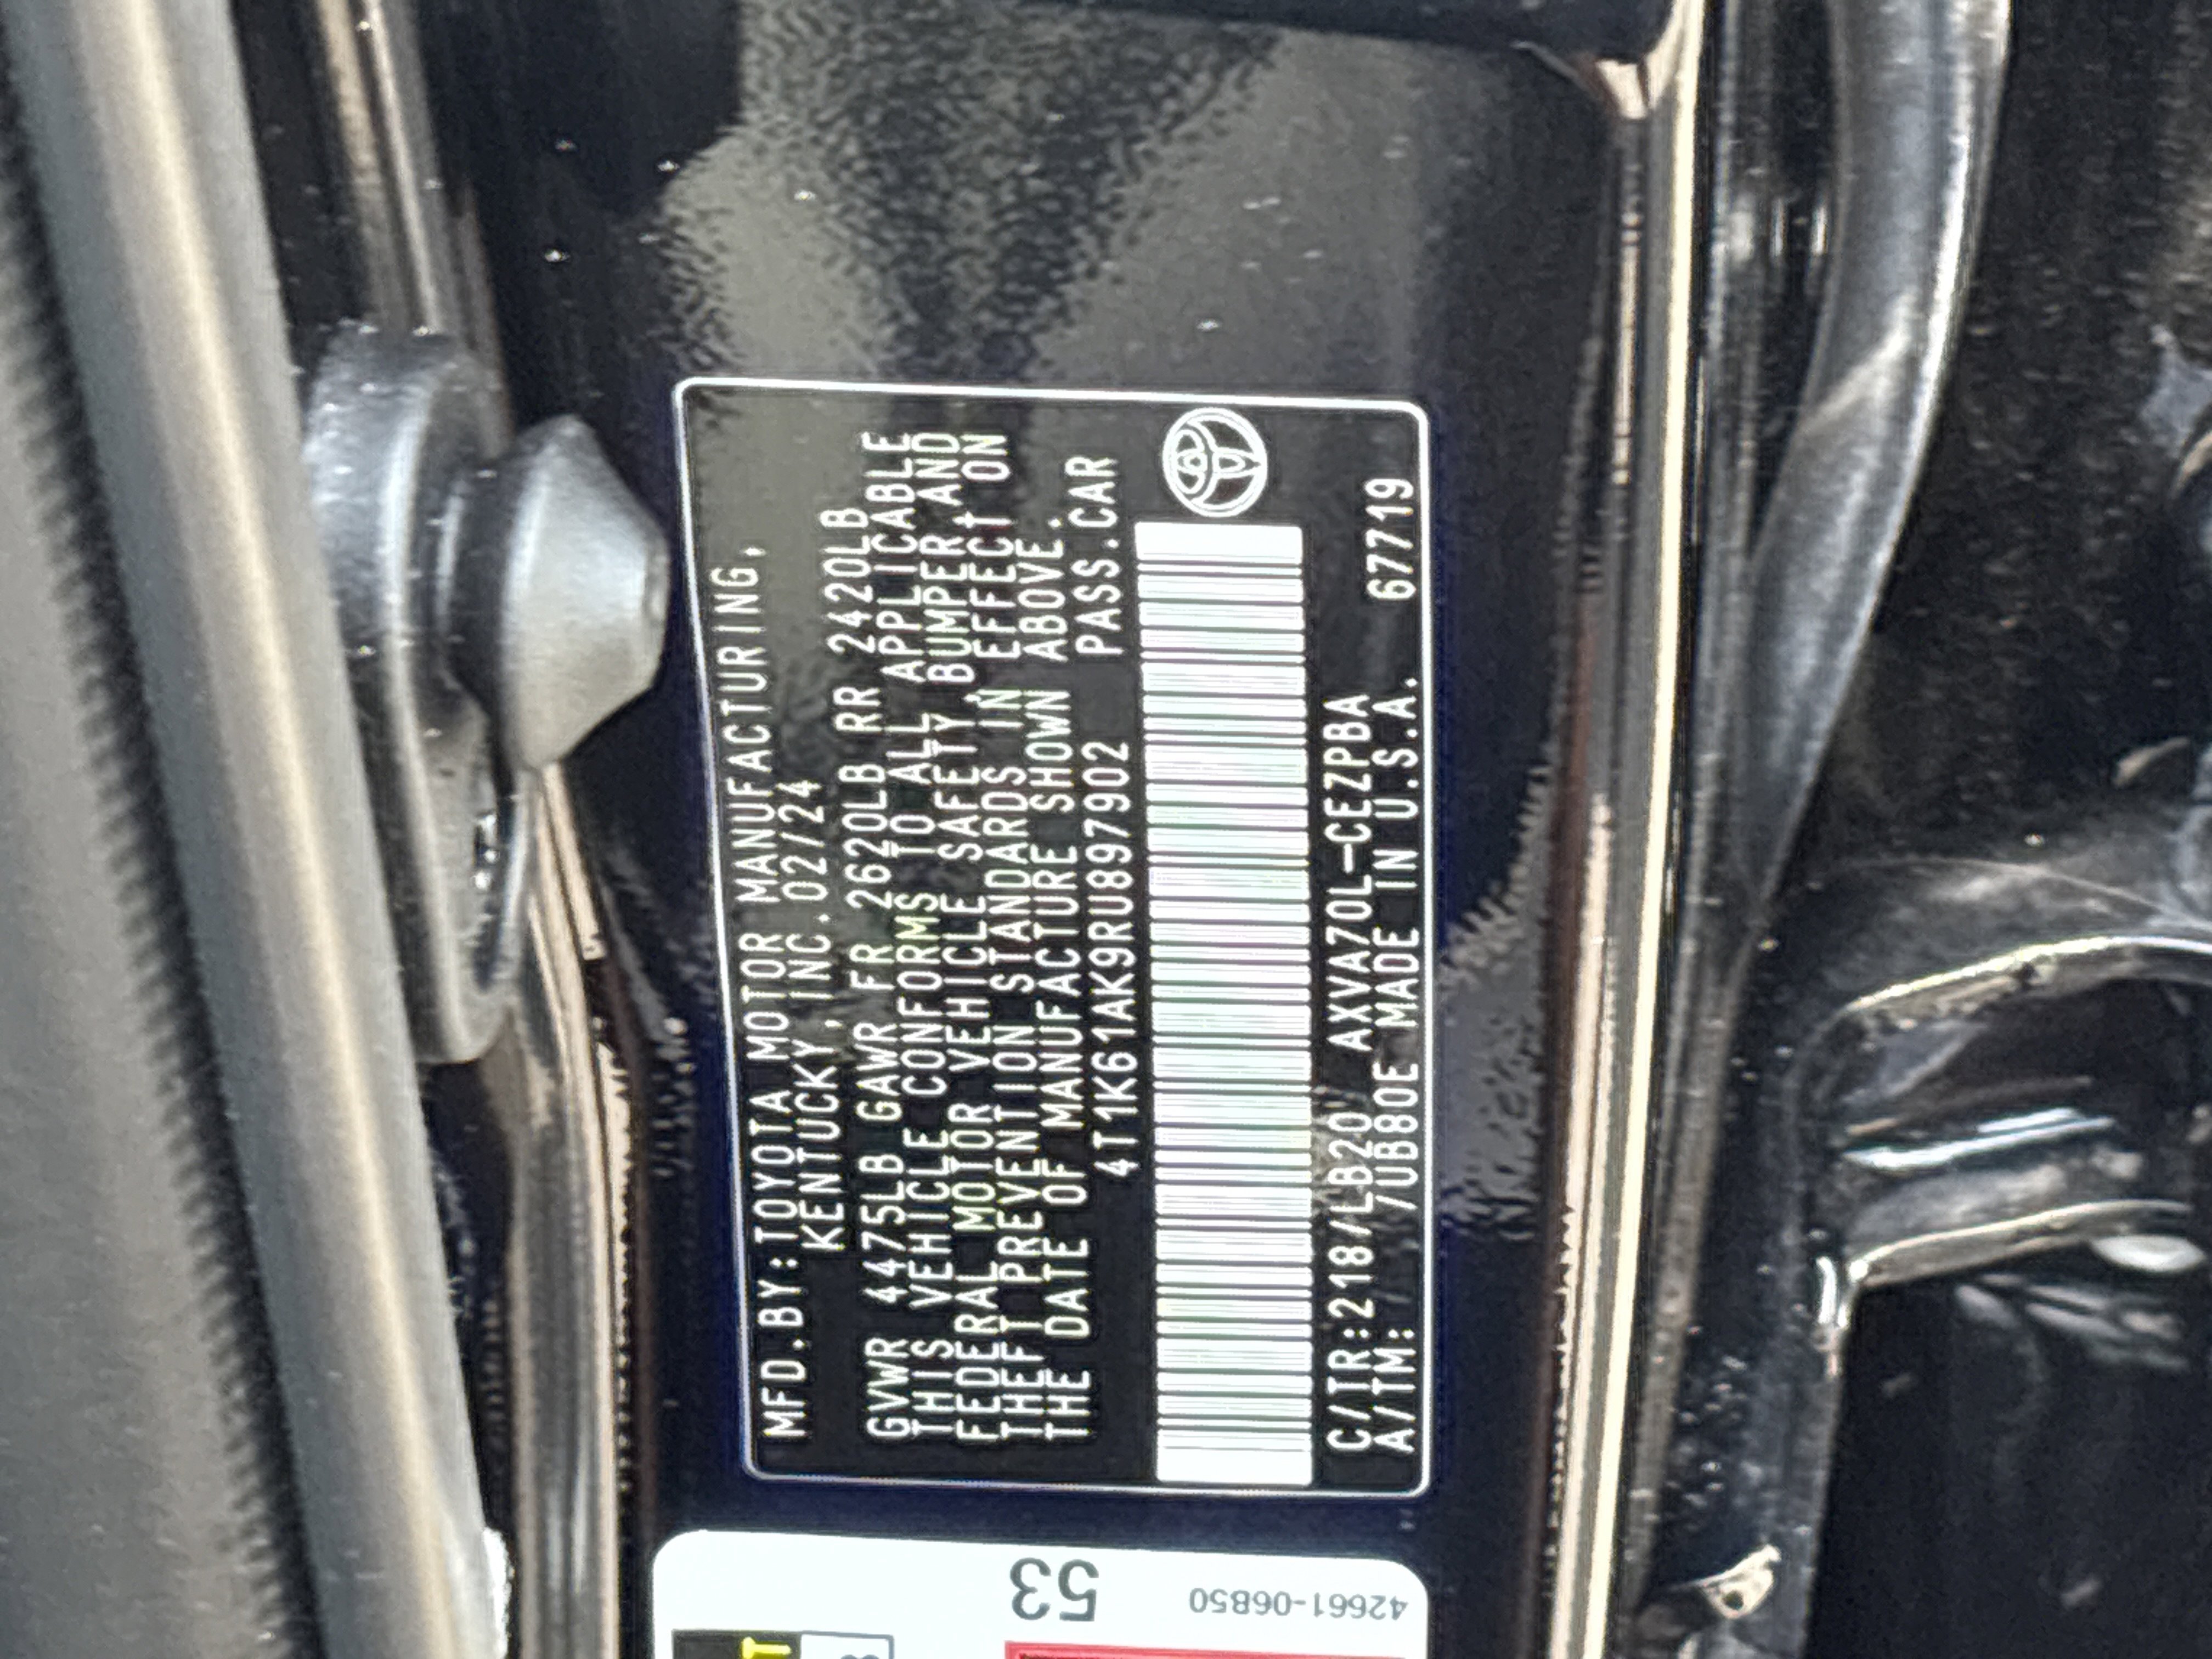 MFD.BY:TOYOTA MOTOR MANUFACTURING,
KENTUCKY,INC.02/24
GVWR 4475LB GAWR FR 2620LB RR 2420LB
THIS VEHICLE CONFORMS TO ALL APPLICABLE
FEDERAL MOTOR VEHICLE SAFETY,BUMPER,AND
THEFT PREVENTION STANDARDS IN EFFECT ON
THE DATE OF MANUFACTURE SHOWN ABOVE.
4T1K61AK9RU897902 PASS.CAR
C/TR:218/LB20 AXVA70L-CEZPBA
A/TM: /UB80E MADE IN U.S.A. 67719
53
42661-06850